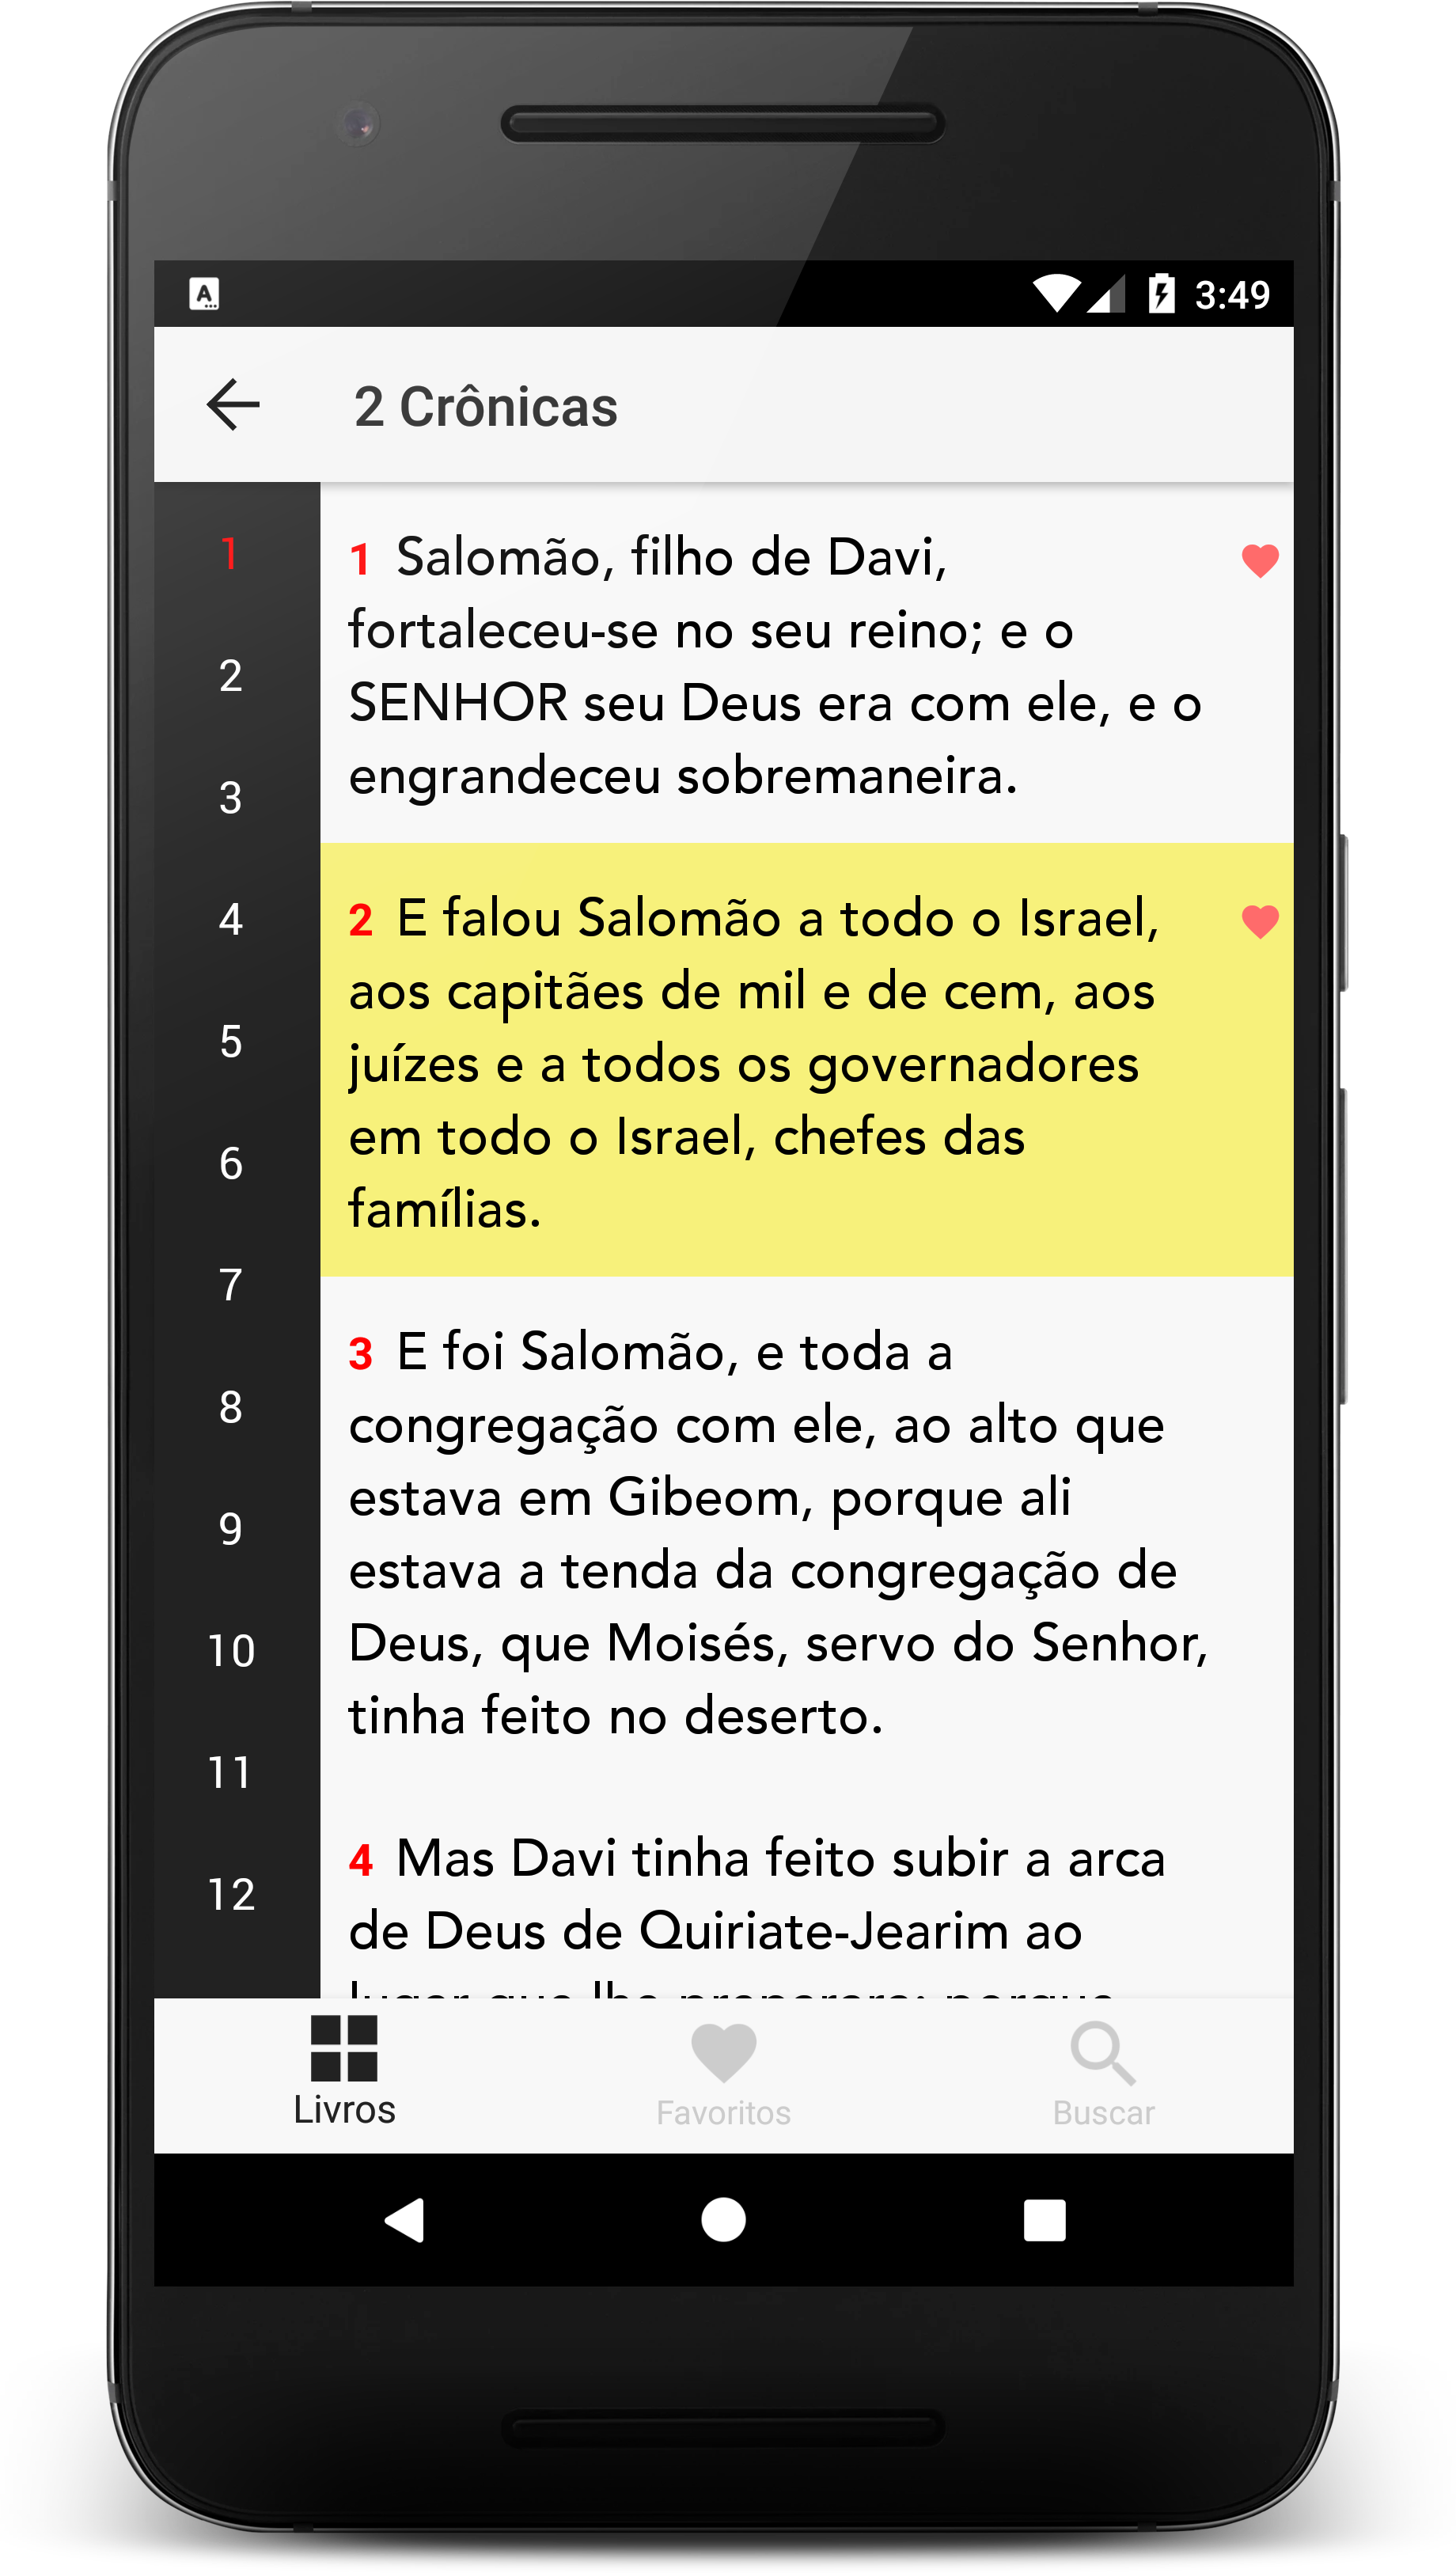 3:49
2 Crônicas
1
2
3
4
5
6
7
8
9
10
11
12
1 Salomão, filho de Davi,
fortaleceu-se no seu reino; e o
SENHOR seu Deus era com ele, e o
engrandeceu sobremaneira.
2 E falou Salomão a todo o Israel,
aos capitães de mil e de cem, aos
juízes e a todos os governadores
em todo o Israel, chefes das
famílias.
3 E foi Salomão, e toda a
congregação com ele, ao alto que
estava em Gibeom, porque ali
estava a tenda da congregação de
Deus, que Moisés, servo do Senhor,
tinha feito no deserto.
4 Mas Davi tinha feito subir a arca
de Deus de Quiriate-Jearim ao
Livros
Favoritos
Buscar